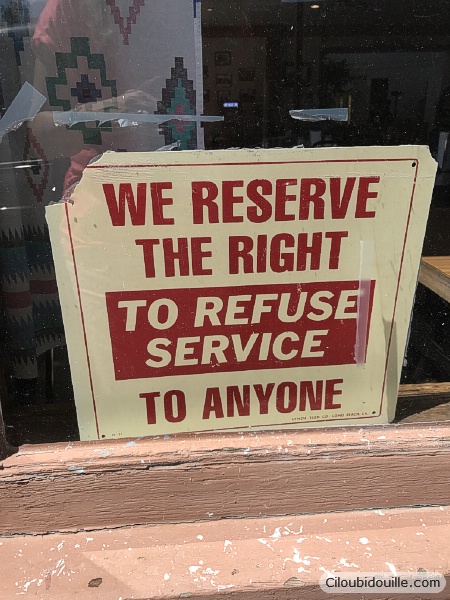 WE RESERVE
THE RIGHT
TO REFUSE
SERVICE
TO ANYONE
Ciloubidouille.com